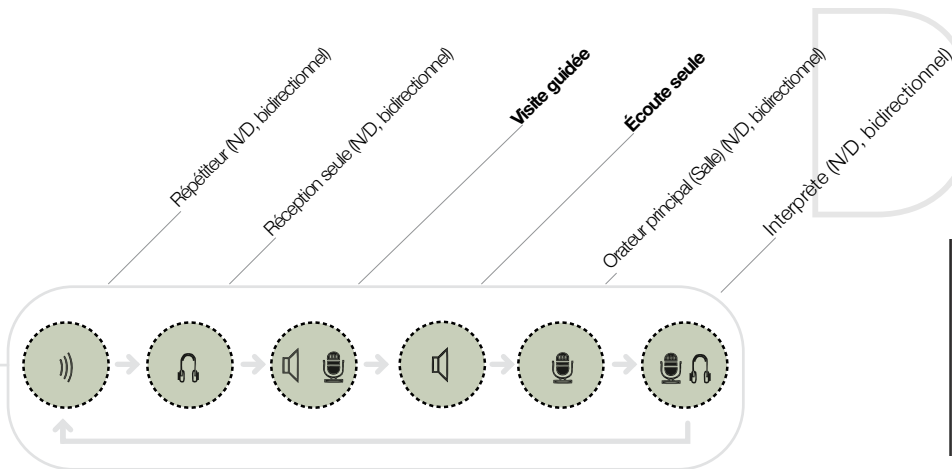 Répétiteur (N/D, bidirectionnel)
Réception seule (N/D, bidirectionnel)
Visite guidée
Écoute seule
Orateur principal (Salle) (N/D, bidirectionnel)
Interprète (N/D, bidirectionnel)